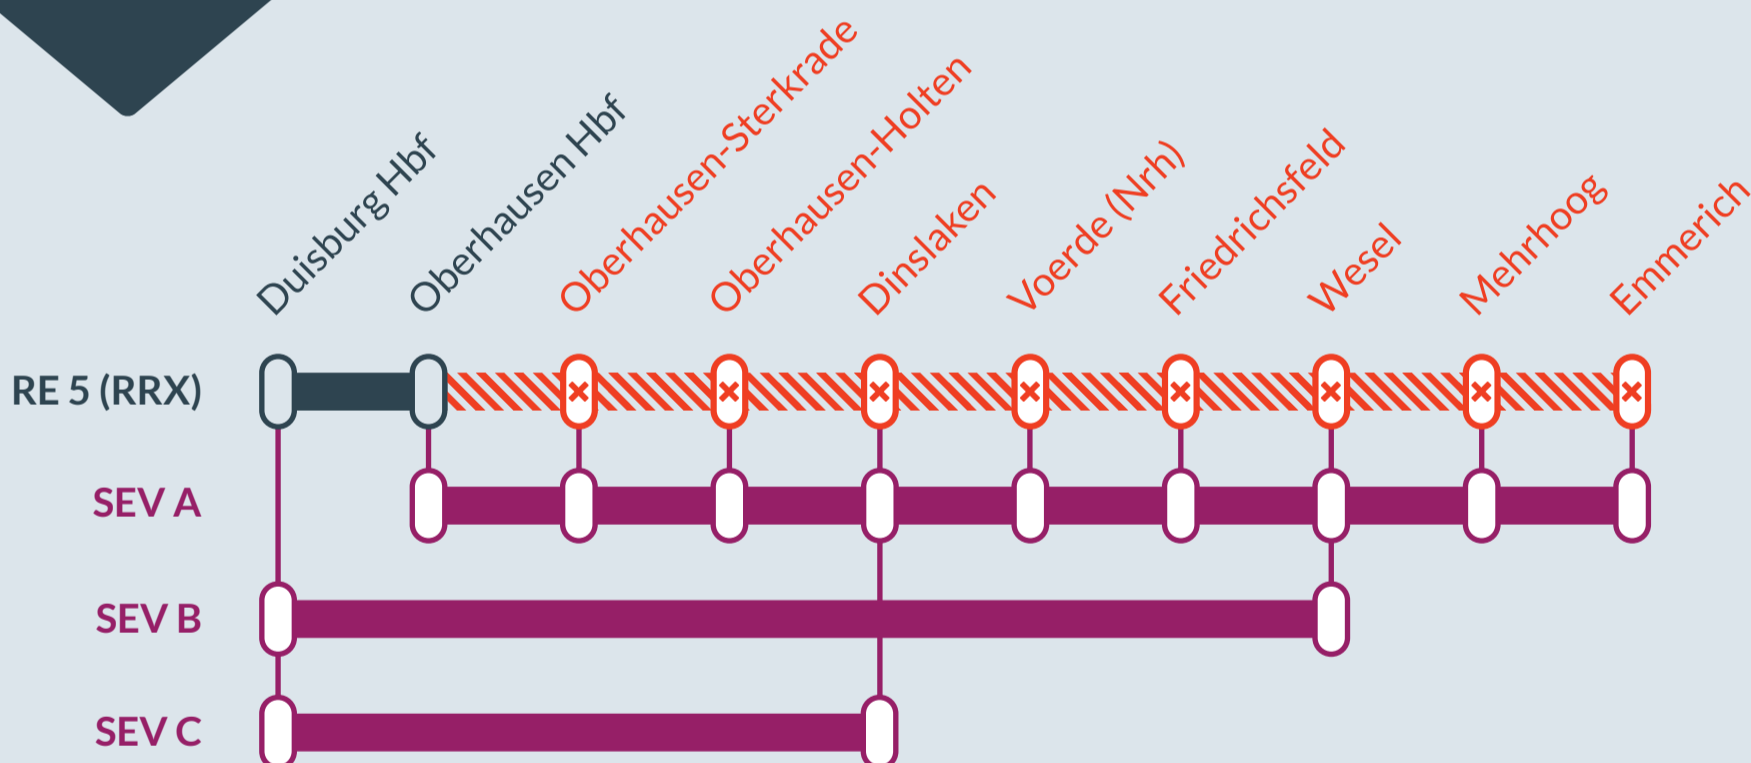 Duisburg Hbf
Oberhausen Hbf
Oberhausen-Sterkrade
Oberhausen-Holten
Dinslaken
Voerde (Nrh)
Friedrichsfeld
Wesel
Mehrhoog
Emmerich
RE 5 (RRX)
SEV A
SEV B
SEV C